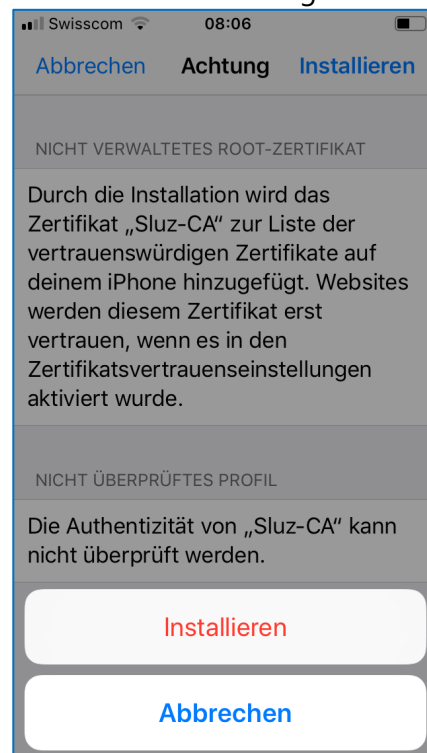 Swisscom 08:06
Abbrechen Achtung Installieren
NICHT VERWALTETES ROOT-ZERTIFIKAT
Durch die Installation wird das
Zertifikat „Sluz-CA“ zur Liste der
vertrauenswürdigen Zertifikate auf
deinem iPhone hinzugefügt. Websites
werden diesem Zertifikat erst
vertrauen, wenn es in den
Zertifikatsvertrauenseinstellungen
aktiviert wurde.
NICHT ÜBERPRÜFTES PROFIL
Die Authentizität von „Sluz-CA“ kann
nicht überprüft werden.
Installieren
Abbrechen